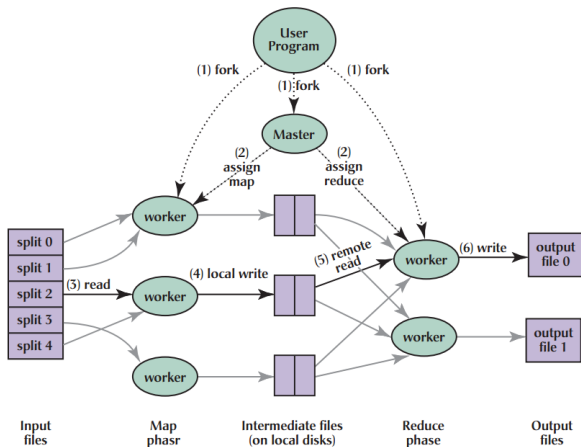 User
Program
(1) fork
(1) fork
(1) fork
Master
(2)
assign
map
(2)
assign
reduce
worker
split 0
split 1
split 2
split 3
split 4
(3) read
worker
(4) local write
(5) remote
read
worker
(6) write
output
file 0
worker
worker
output
file 1
Input
files
Map
phasr
Intermediate files
(on local disks)
Reduce
phase
Output
files